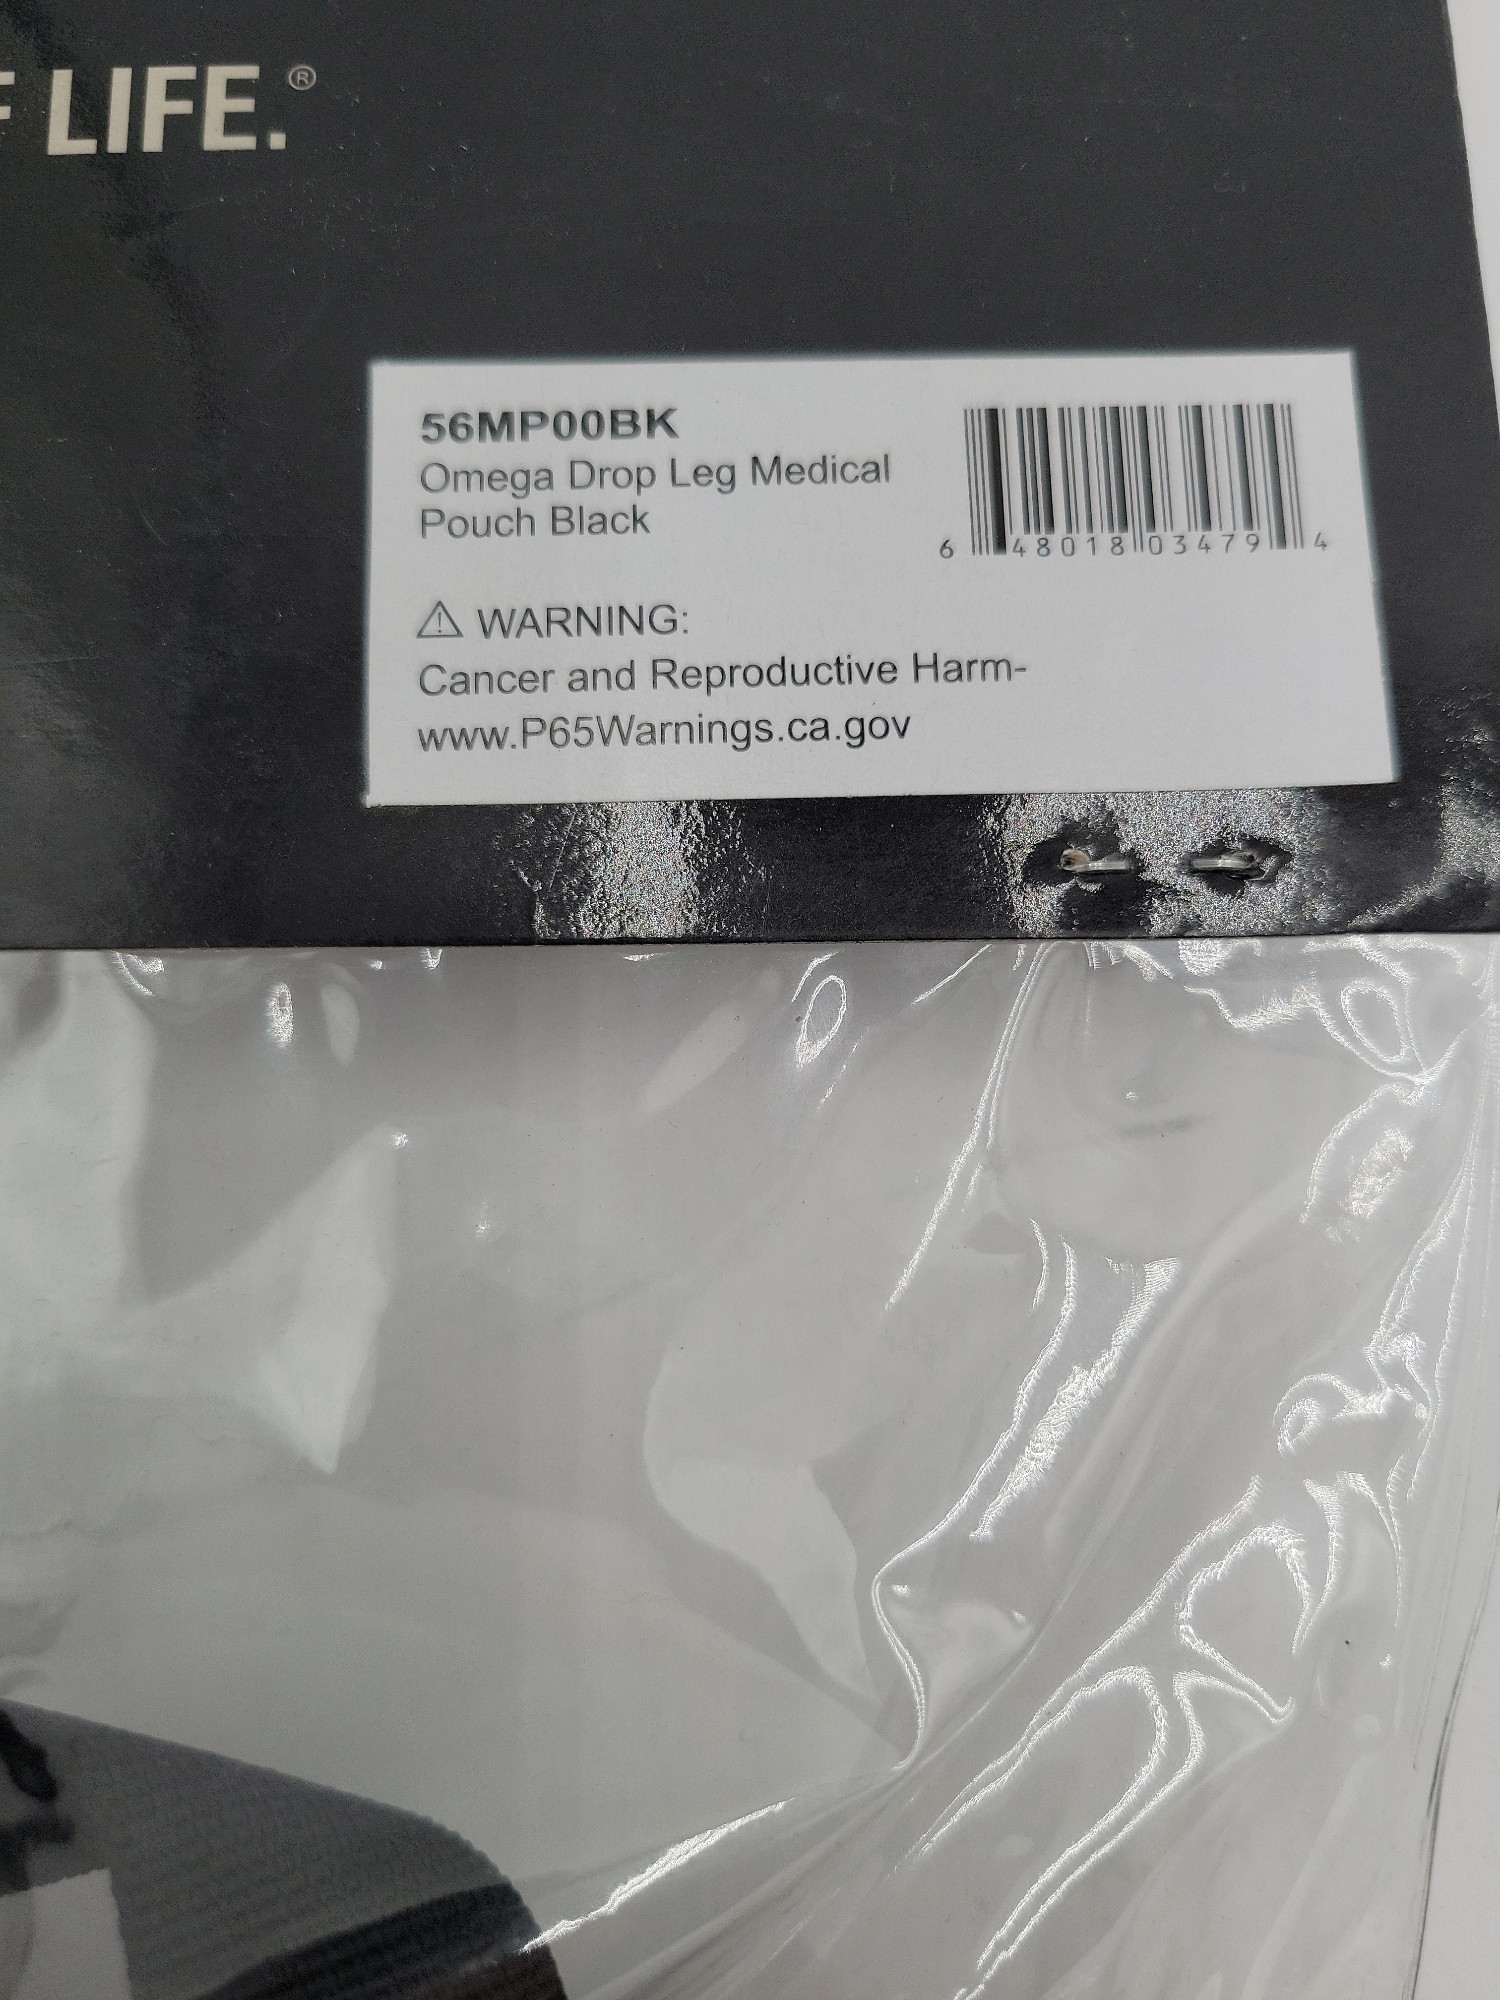 LIFE.®
56MP00BK
Omega Drop Leg Medical
Pouch Black
6 48018 03479 4
⚠ WARNING:
Cancer and Reproductive Harm-
www.P65Warnings.ca.gov